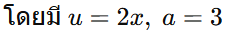 โดยมี u = 2x, a = 3